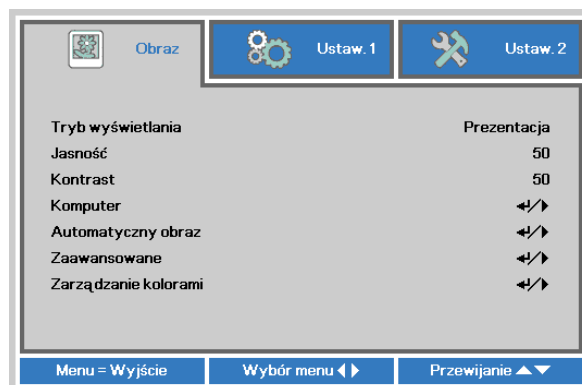 Obraz Ustaw. 1 Ustaw. 2
Tryb wyświetlania Prezentacja
Jasność 50
Kontrast 50
Komputer
Automatyczny obraz
Zaawansowane
Zarządzanie kolorami
Menu = Wyjście Wybór menu Przewijanie